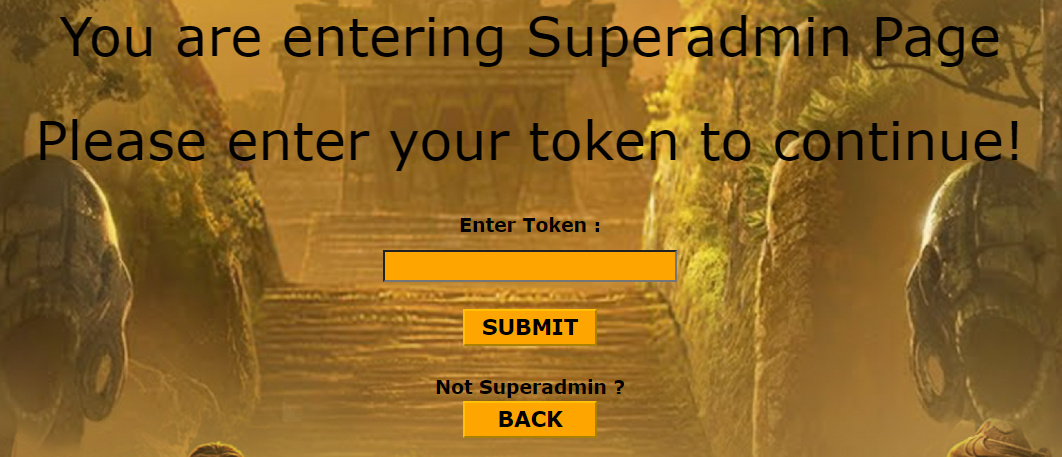 You are entering Superadmin Page
Please enter your token to continue!
Enter Token :
SUBMIT
Not Superadmin ?
BACK